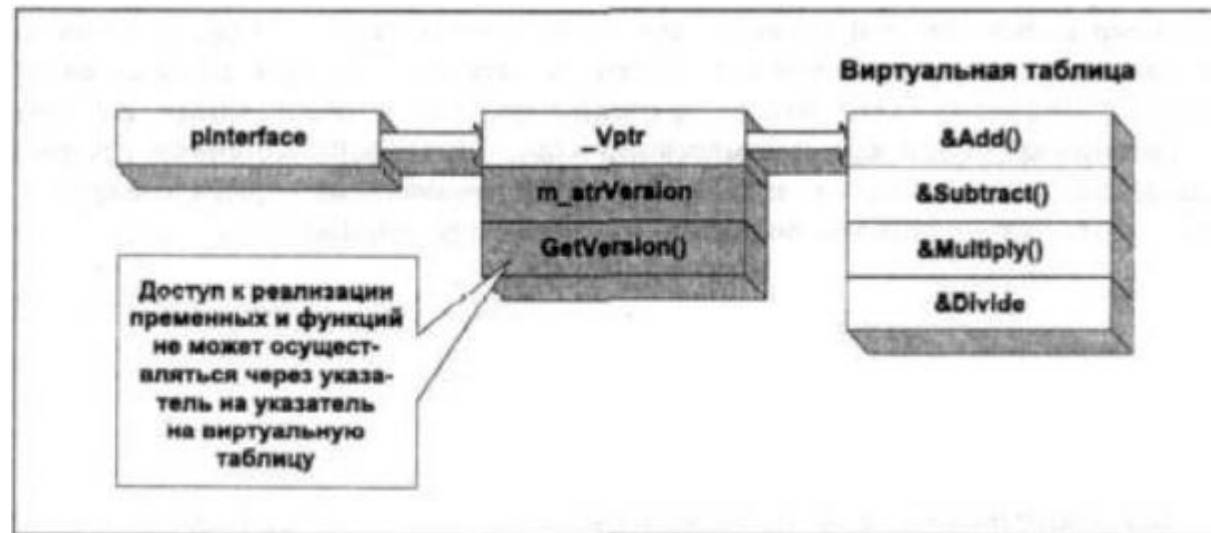 Виртуальная таблица
pInterface
_Vptr
m_strVersion
GetVersion()
&Add()
&Subtract()
&Multiply()
&Divide
Доступ к реализации
пременных и функций
не может осущест-
вляться через указа-
тель на указатель
на виртуальную
таблицу